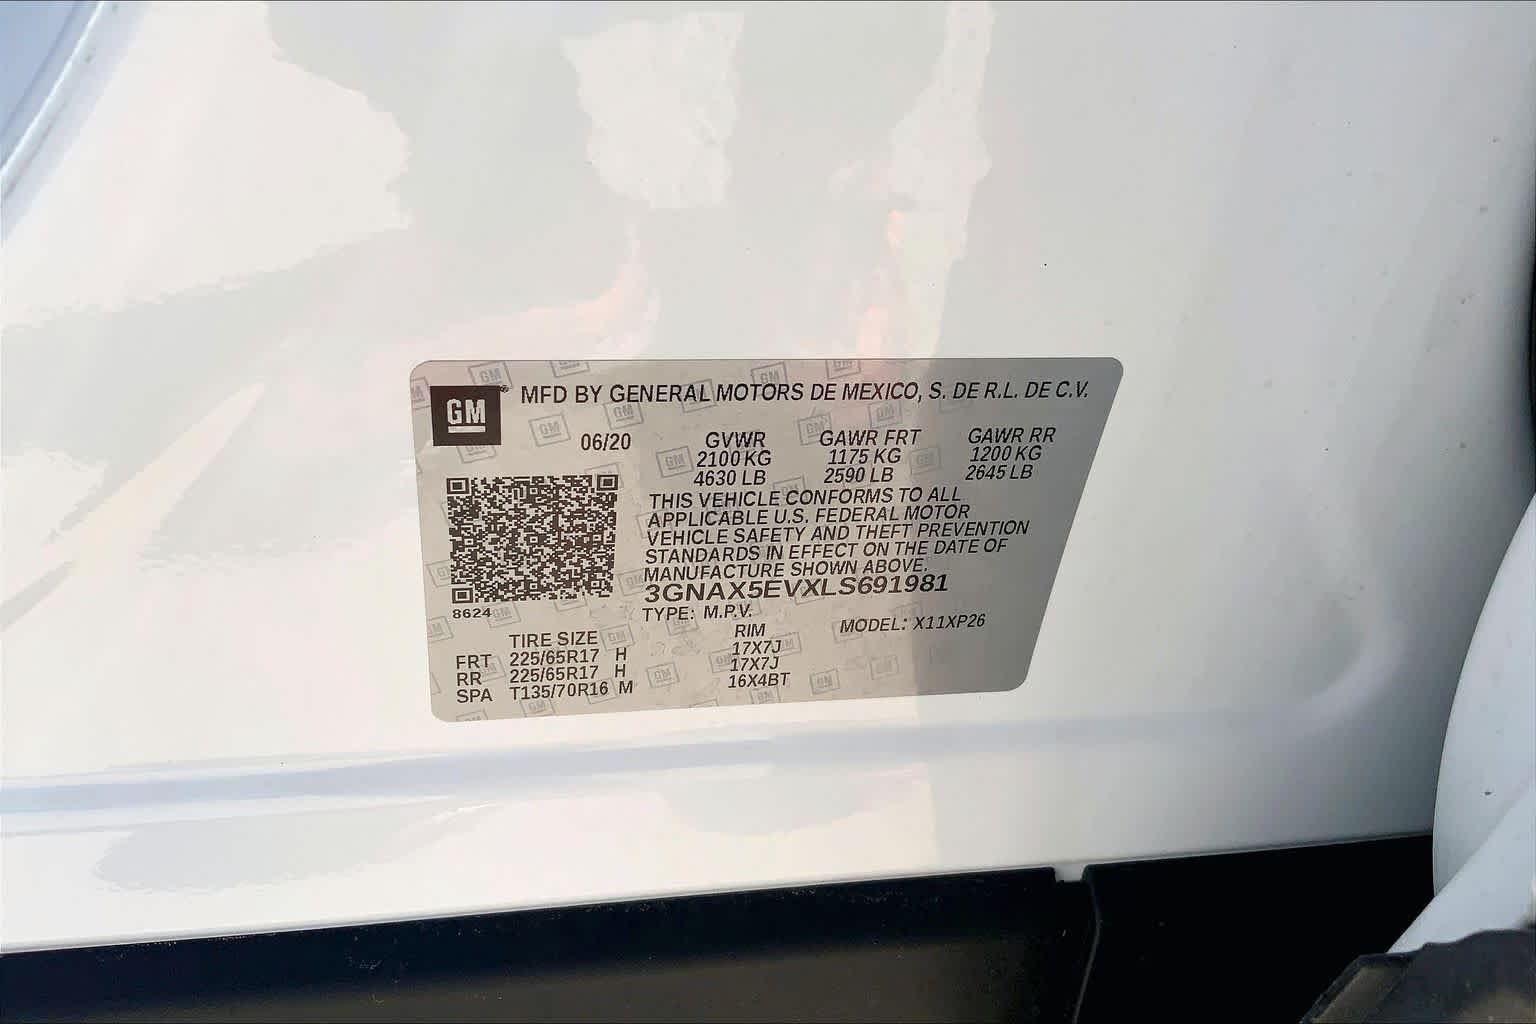 GM® MFD BY GENERAL MOTORS DE MEXICO, S. DE R.L. DE C.V.
06/20 GVWR GAWR FRT GAWR RR
2100 KG 1175 KG 1200 KG
4630 LB 2590 LB 2645 LB
THIS VEHICLE CONFORMS TO ALL
APPLICABLE U.S. FEDERAL MOTOR
VEHICLE SAFETY AND THEFT PREVENTION
STANDARDS IN EFFECT ON THE DATE OF
MANUFACTURE SHOWN ABOVE.
3GNAX5EVXLS691981
8624 TYPE: M.P.V. MODEL: X11XP26
TIRE SIZE RIM
FRT 225/65R17 H 17X7J
RR 225/65R17 H 17X7J
SPA T135/70R16 M 16X4BT